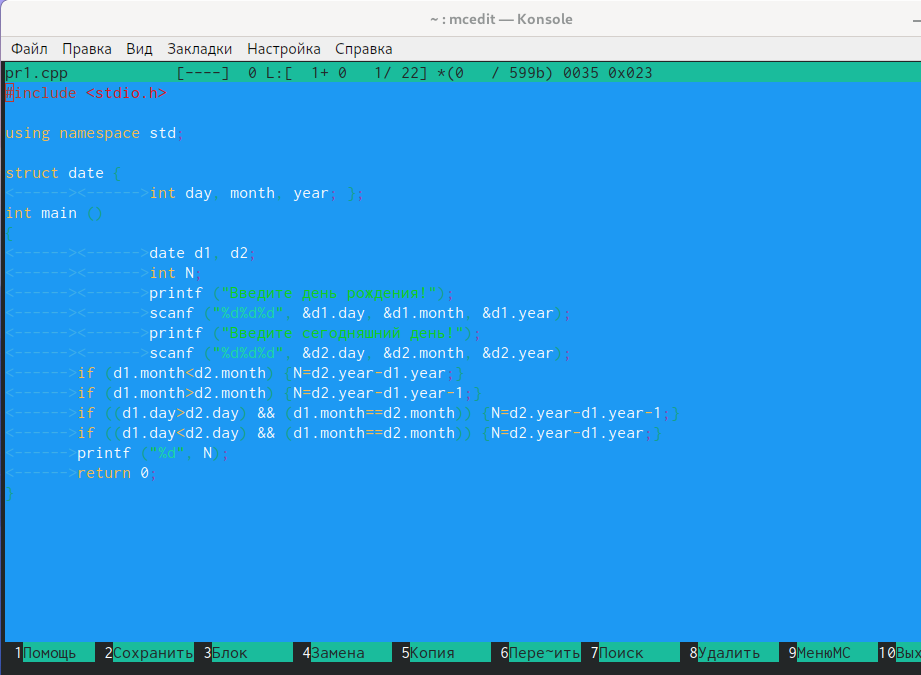 ~ : mcedit — Konsole
Файл Правка Вид Закладки Настройка Справка
pr1.cpp [----] 0 L:[ 1+ 0 1/ 22] *(0 / 599b) 0035 0x023
#include <stdio.h>
using namespace std;
struct date {
<------><------>int day, month, year; };
int main ()
{
<------><------>date d1, d2;
<------><------>int N;
<------><------>printf ("Введите день рождения!");
<------><------>scanf ("%d%d%d", &d1.day, &d1.month, &d1.year);
<------><------>printf ("Введите сегодняшний день!");
<------><------>scanf ("%d%d%d", &d2.day, &d2.month, &d2.year);
<------>if (d1.month<d2.month) {N=d2.year-d1.year;}
<------>if (d1.month>d2.month) {N=d2.year-d1.year-1;}
<------>if ((d1.day>d2.day) && (d1.month==d2.month)) {N=d2.year-d1.year-1;}
<------>if ((d1.day<d2.day) && (d1.month==d2.month)) {N=d2.year-d1.year;}
<------>printf ("%d", N);
<------>return 0;
}
1Помощь 2Сохранить 3Блок 4Замена 5Копия 6Пере~ить 7Поиск 8Удалить 9МенюMC 10Вых